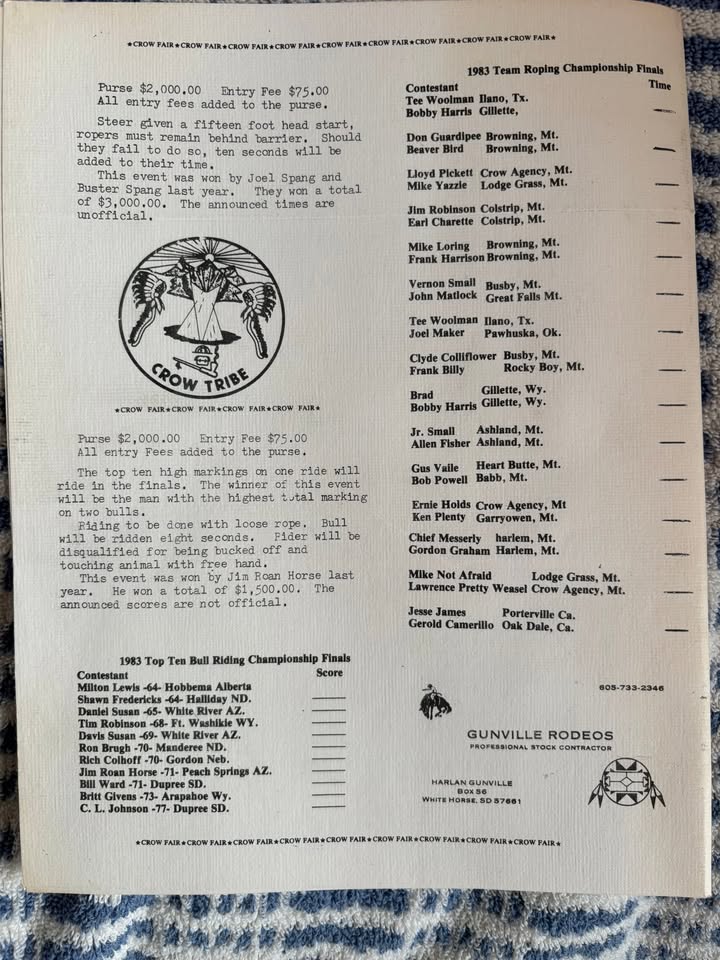 ★CROW FAIR★CROW FAIR★CROW FAIR★CROW FAIR★CROW FAIR★CROW FAIR★CROW FAIR★CROW FAIR★CROW FAIR★
Purse $2,000.00 Entry Fee $75.00
All entry fees added to the purse.
Steer given a fifteen foot head start,
ropers must remain behind barrier. Should
they fail to do so, ten seconds will be
added to their time.
This event was won by Joel Spang and
Buster Spang last year. They won a total
of $3,000.00. The announced times are
unofficial.
CROW TRIBE
★CROW FAIR★CROW FAIR★CROW FAIR★CROW FAIR★
Purse $2,000.00 Entry Fee $75.00
All entry Fees added to the purse.
The top ten high markings on one ride will
ride in the finals. The winner of this event
will be the man with the highest total marking
on two bulls.
Riding to be done with loose rope. Bull
will be ridden eight seconds. Rider will be
disqualified for being bucked off and
touching animal with free hand.
This event was won by Jim Roan Horse last
year. He won a total of $1,500.00. The
announced scores are not official.
1983 Top Ten Bull Riding Championship Finals
Contestant Score
Milton Lewis -64- Hobbema Alberta
Shawn Fredericks -64- Halliday ND.
Daniel Susan -65- White River AZ.
Tim Robinson -68- Ft. Washikie WY.
Davis Susan -69- White River AZ.
Ron Brugh -70- Manderee ND.
Rich Colhoff -70- Gordon Neb.
Jim Roan Horse -71- Peach Springs AZ.
Bill Ward -71- Dupree SD.
Britt Givens -73- Arapahoe Wy.
C. L. Johnson -77- Dupree SD.
1983 Team Roping Championship Finals
Contestant Time
Tee Woolman Ilano, Tx.
Bobby Harris Gillette,
Don Guardipee Browning, Mt.
Beaver Bird Browning, Mt.
Lloyd Pickett Crow Agency, Mt.
Mike Yazzie Lodge Grass, Mt.
Jim Robinson Colstrip, Mt.
Earl Charette Colstrip, Mt.
Mike Loring Browning, Mt.
Frank Harrison Browning, Mt.
Vernon Small Busby, Mt.
John Matlock Great Falls Mt.
Tee Woolman Ilano, Tx.
Joel Maker Pawhuska, Ok.
Clyde Colliflower Busby, Mt.
Frank Billy Rocky Boy, Mt.
Brad Gillette, Wy.
Bobby Harris Gillette, Wy.
Jr. Small Ashland, Mt.
Allen Fisher Ashland, Mt.
Gus Vaile Heart Butte, Mt.
Bob Powell Babb, Mt.
Ernie Holds Crow Agency, Mt
Ken Plenty Garryowen, Mt.
Chief Messerly harlem, Mt.
Gordon Graham Harlem, Mt.
Mike Not Afraid Lodge Grass, Mt.
Lawrence Pretty Weasel Crow Agency, Mt.
Jesse James Porterville Ca.
Gerold Camerillo Oak Dale, Ca.
605-733-2346
GUNVILLE RODEOS
PROFESSIONAL STOCK CONTRACTOR
HARLAN GUNVILLE
BOX 56
WHITE HORSE, SD 57661
★CROW FAIR★CROW FAIR★CROW FAIR★CROW FAIR★CROW FAIR★CROW FAIR★CROW FAIR★CROW FAIR★CROW FAIR★